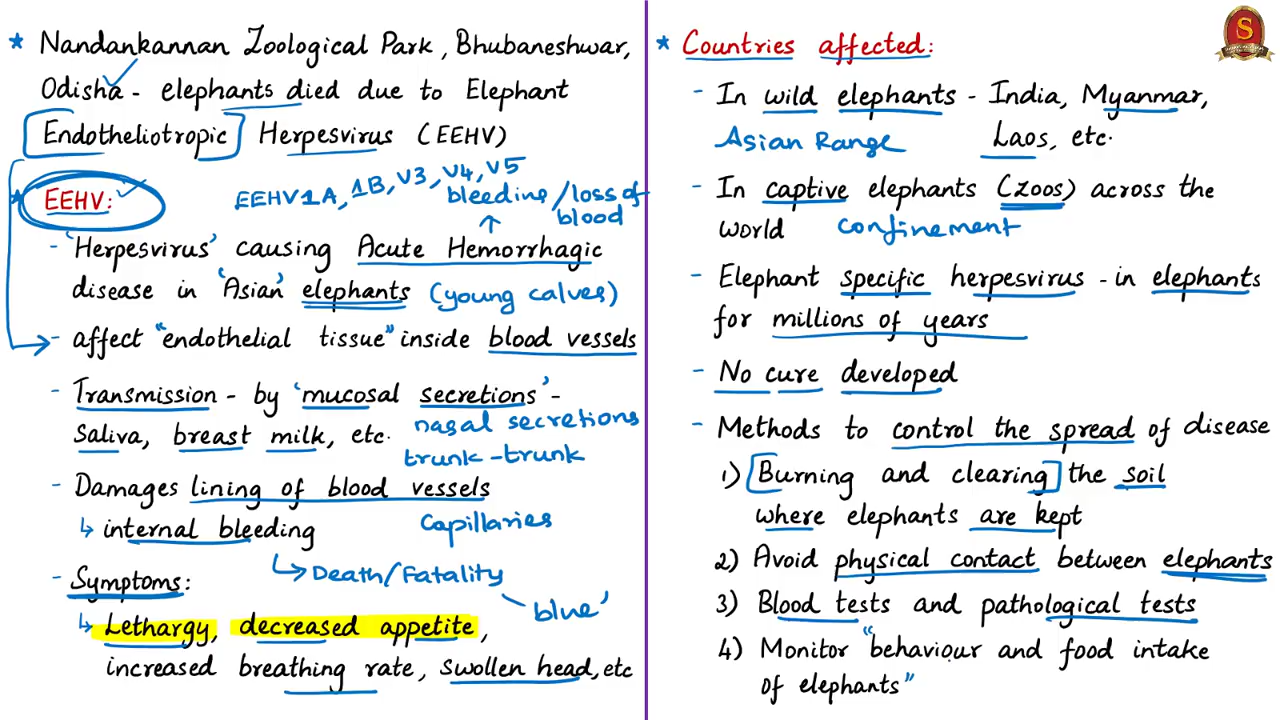 * Nandankannan Zoological Park, Bhubaneshwar,
Odisha - elephants died due to Elephant
Endotheliotropic Herpesvirus (EEHV)
* EEHV:
EEHV1A, 1B, V3, V4, V5
bleeding/loss of
blood
- 'Herpesvirus' causing Acute Hemorrhagic
disease in 'Asian' elephants (young calves)
- affect "endothelial tissue" inside blood vessels
- Transmission - by 'mucosal secretions' -
Saliva, breast milk, etc. nasal secretions
trunk-trunk
- Damages lining of blood vessels
↳ internal bleeding capillaries
↳ Death/Fatality
- Symptoms:
blue'
↳ Lethargy, decreased appetite,
increased breathing rate, swollen head, etc
* Countries affected:
- In wild elephants - India, Myanmar,
Asian Range Laos, etc.
- In captive elephants (zoos) across the
world confinement
- Elephant specific herpesvirus - in elephants
for millions of years
- No cure developed
- Methods to control the spread of disease
1) [Burning and clearing] the soil
where elephants are kept
2) Avoid physical contact between elephants
3) Blood tests and pathological tests
4) Monitor "behaviour and food intake
of elephants"
S